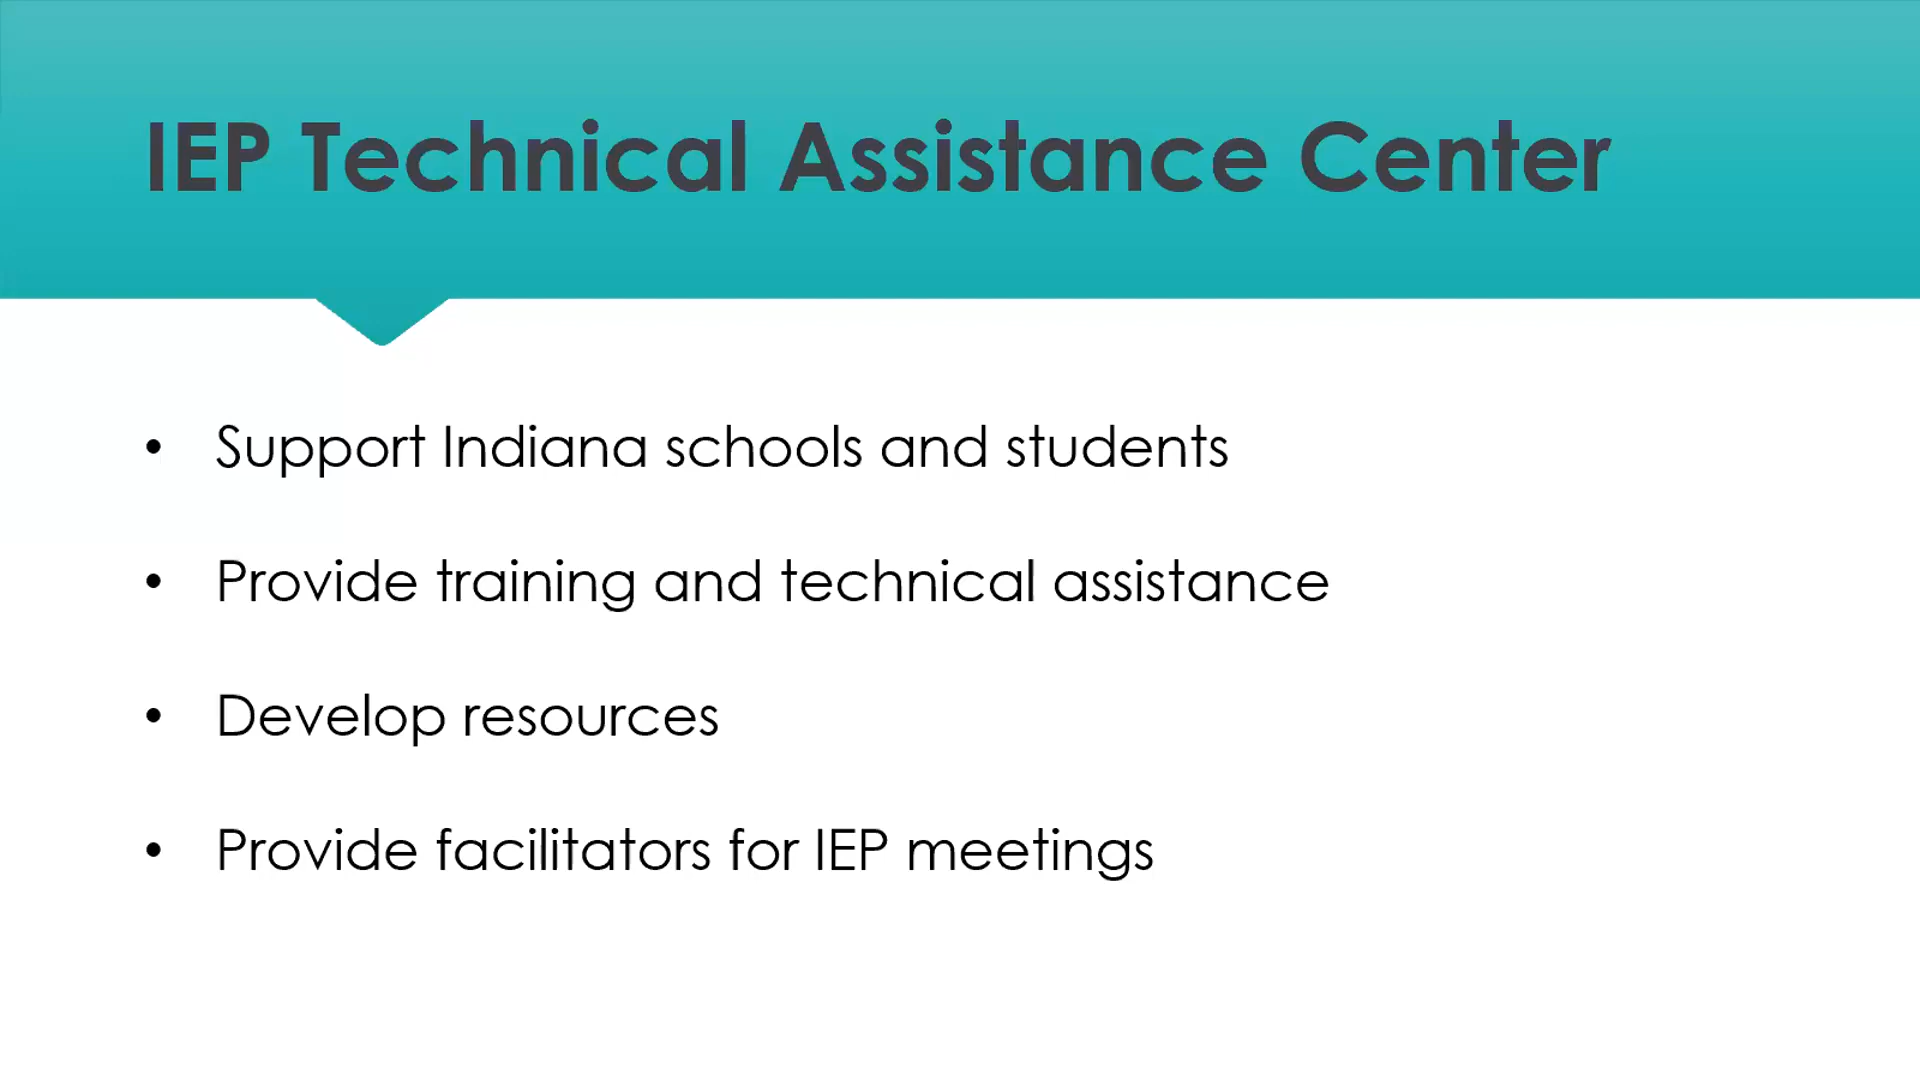 IEP Technical Assistance Center
• Support Indiana schools and students
• Provide training and technical assistance
• Develop resources
• Provide facilitators for IEP meetings